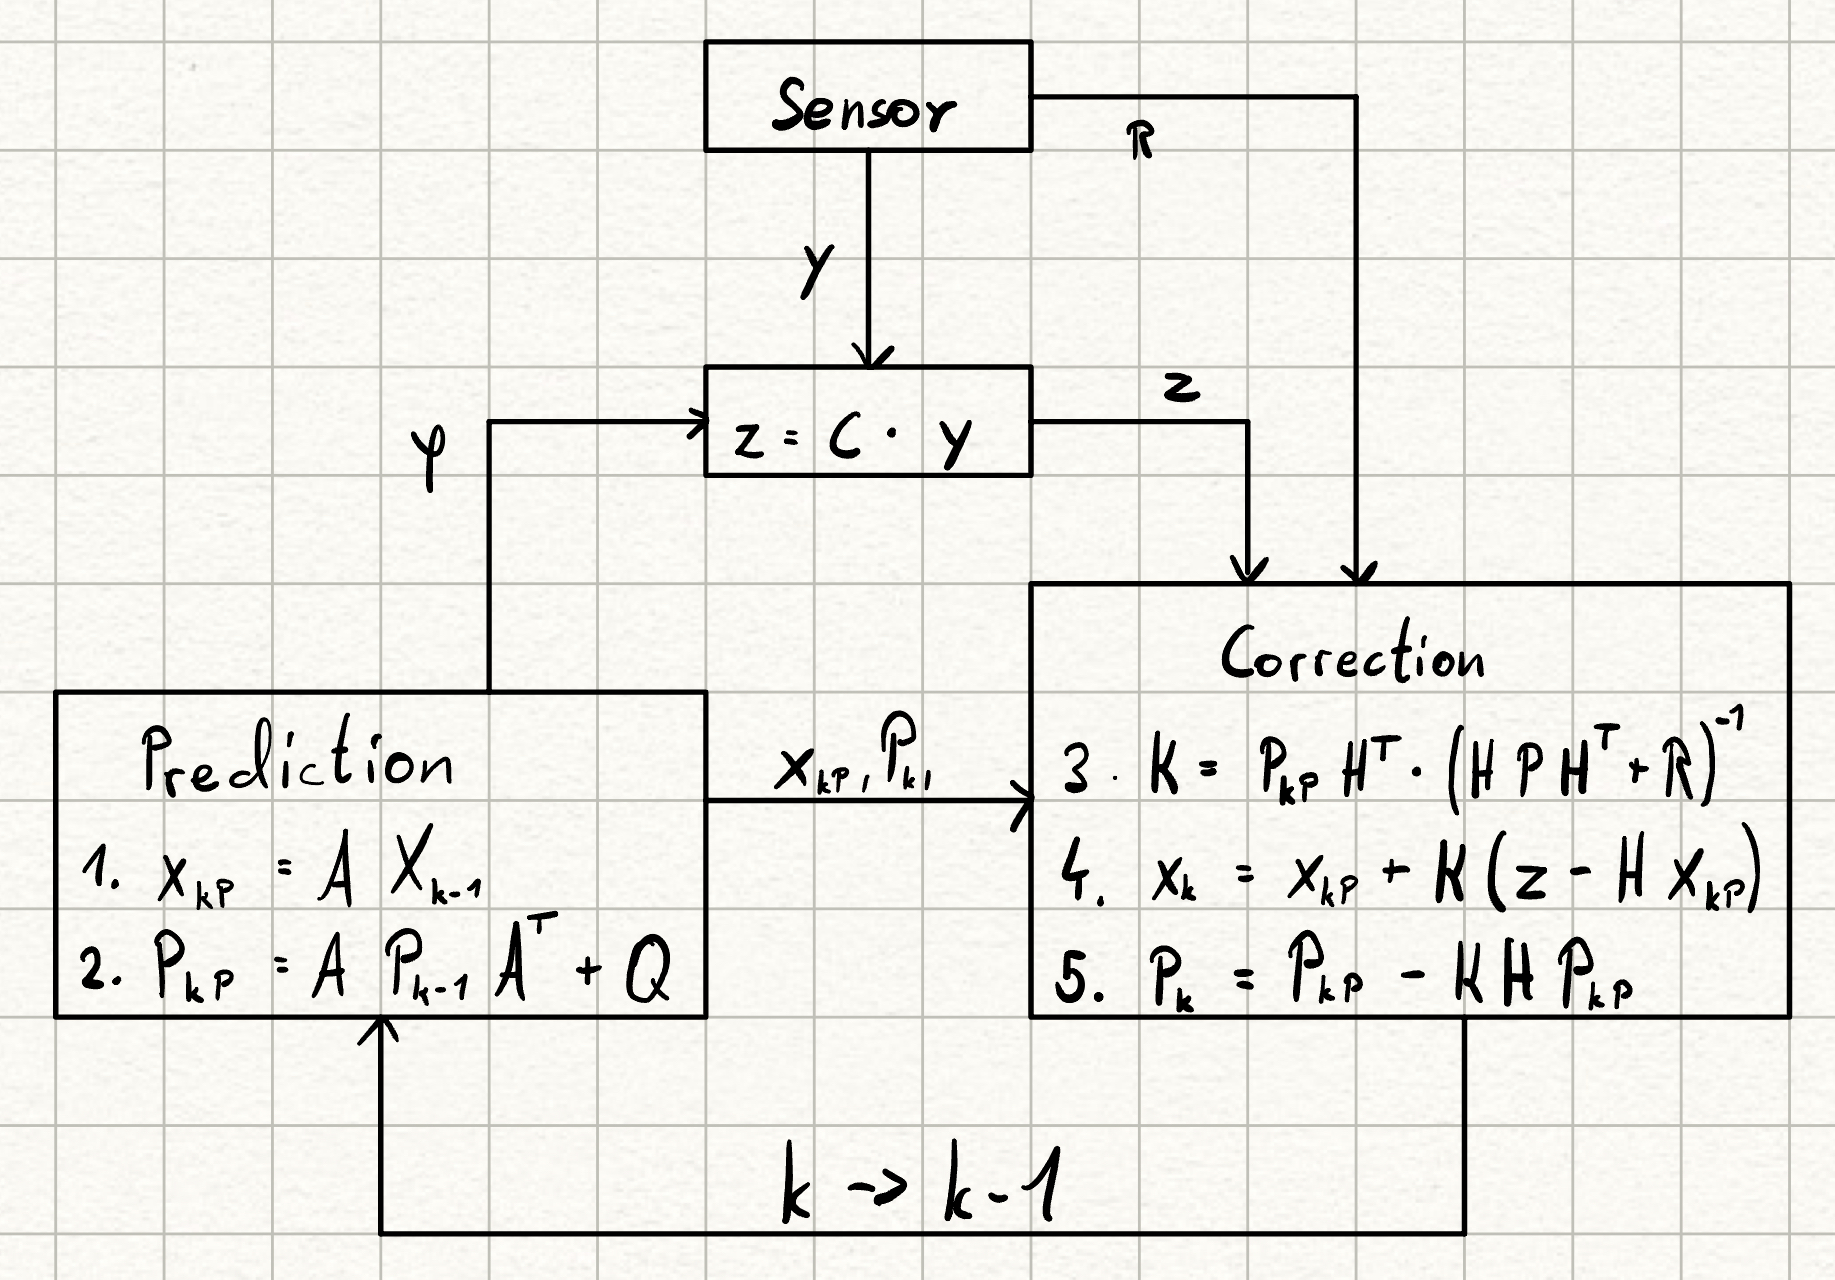 Sensor
R
y
z
φ
z = C · y
Correction
Prediction
x_kp, P_k,
3. K = P_kp H^T · (H P H^T + R)^-1
1. x_kp = A X_k-1
4. x_k = x_kp + K (z - H x_kp)
2. P_kp = A P_k-1 A^T + Q
5. P_k = P_kp - K H P_kp
k -> k-1